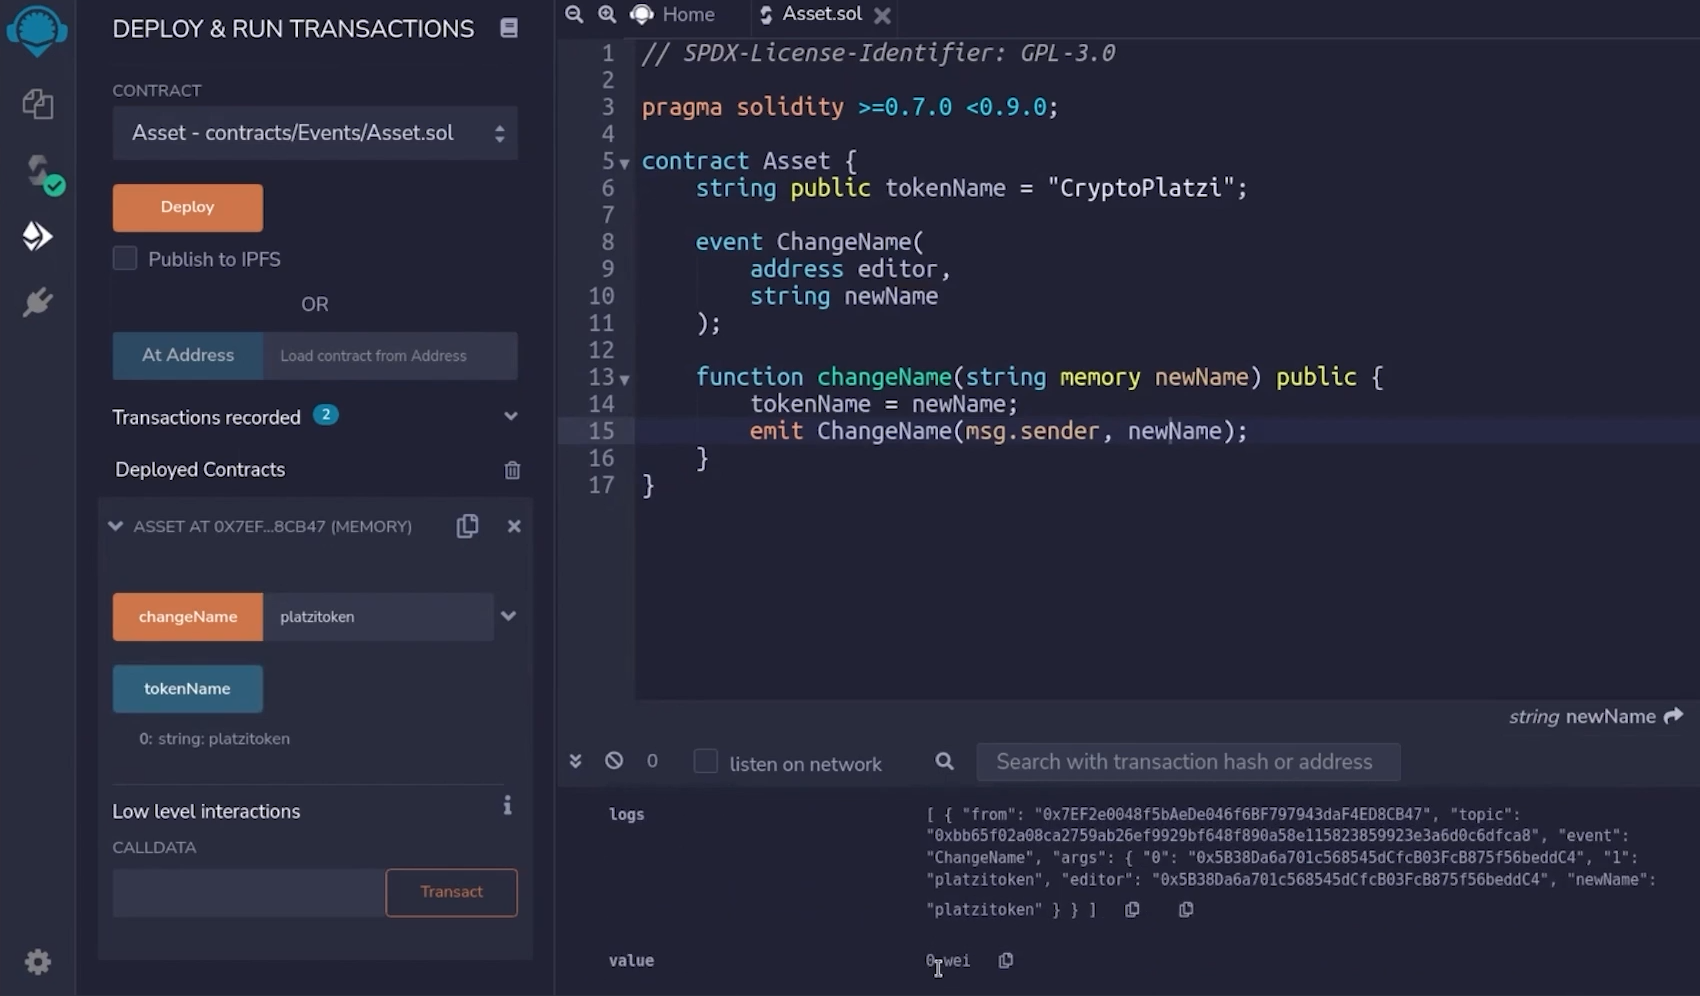 DEPLOY & RUN TRANSACTIONS
CONTRACT
Asset - contracts/Events/Asset.sol
Deploy
Publish to IPFS
OR
At Address
Load contract from Address
Transactions recorded 2
Deployed Contracts
ASSET AT 0X7EF...8CB47 (MEMORY)
changeName
platzitoken
tokenName
0: string: platzitoken
Low level interactions
CALLDATA
Transact
Home
Asset.sol
1 // SPDX-License-Identifier: GPL-3.0
2
3 pragma solidity >=0.7.0 <0.9.0;
4
5 contract Asset {
6 string public tokenName = "CryptoPlatzi";
7
8 event ChangeName(
9 address editor,
10 string newName
11 );
12
13 function changeName(string memory newName) public {
14 tokenName = newName;
15 emit ChangeName(msg.sender, newName);
16 }
17 }
string newName
0
listen on network
Search with transaction hash or address
logs
[ { "from": "0x7EF2e0048f5bAeDe046f6BF797943daF4ED8CB47", "topic":
"0xbb65f02a08ca2759ab26ef9929bf648f890a58e115823859923e3a6d0c6dfca8", "event":
"ChangeName", "args": { "0": "0x5B38Da6a701c568545dCfcB03FcB875f56beddC4", "1":
"platzitoken", "editor": "0x5B38Da6a701c568545dCfcB03FcB875f56beddC4", "newName":
"platzitoken" } } ]
value
0 wei